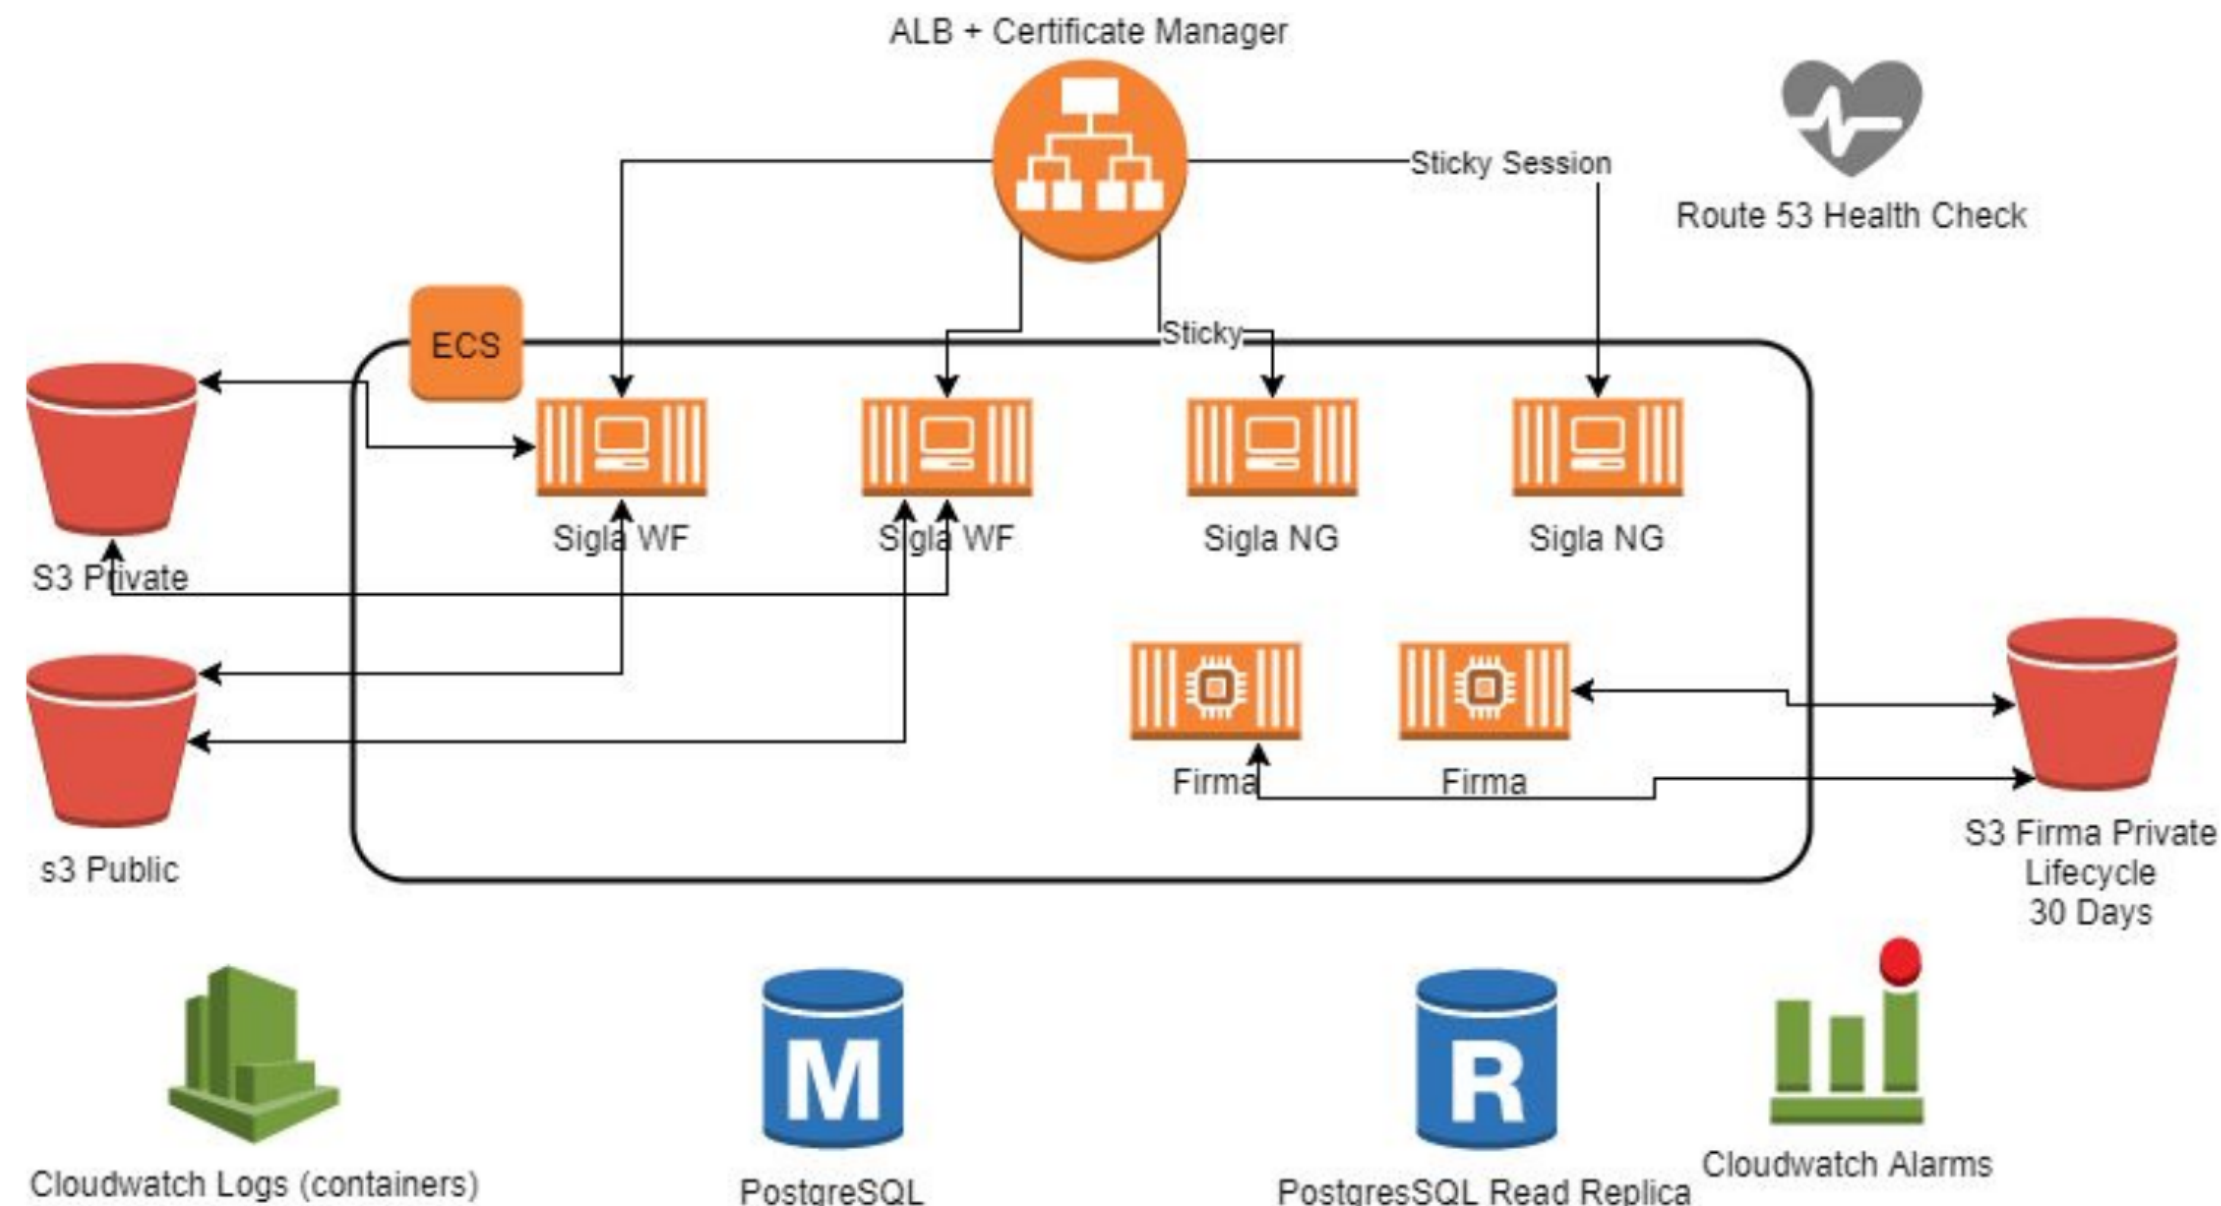 ALB + Certificate Manager
Sticky Session
Route 53 Health Check
ECS
Sticky
Sigla WF
Sigla WF
Sigla NG
Sigla NG
S3 Private
Firma
Firma
s3 Public
S3 Firma Private
Lifecycle
30 Days
M
R
Cloudwatch Logs (containers)
PostgreSQL
PostgresSQL Read Replica
Cloudwatch Alarms